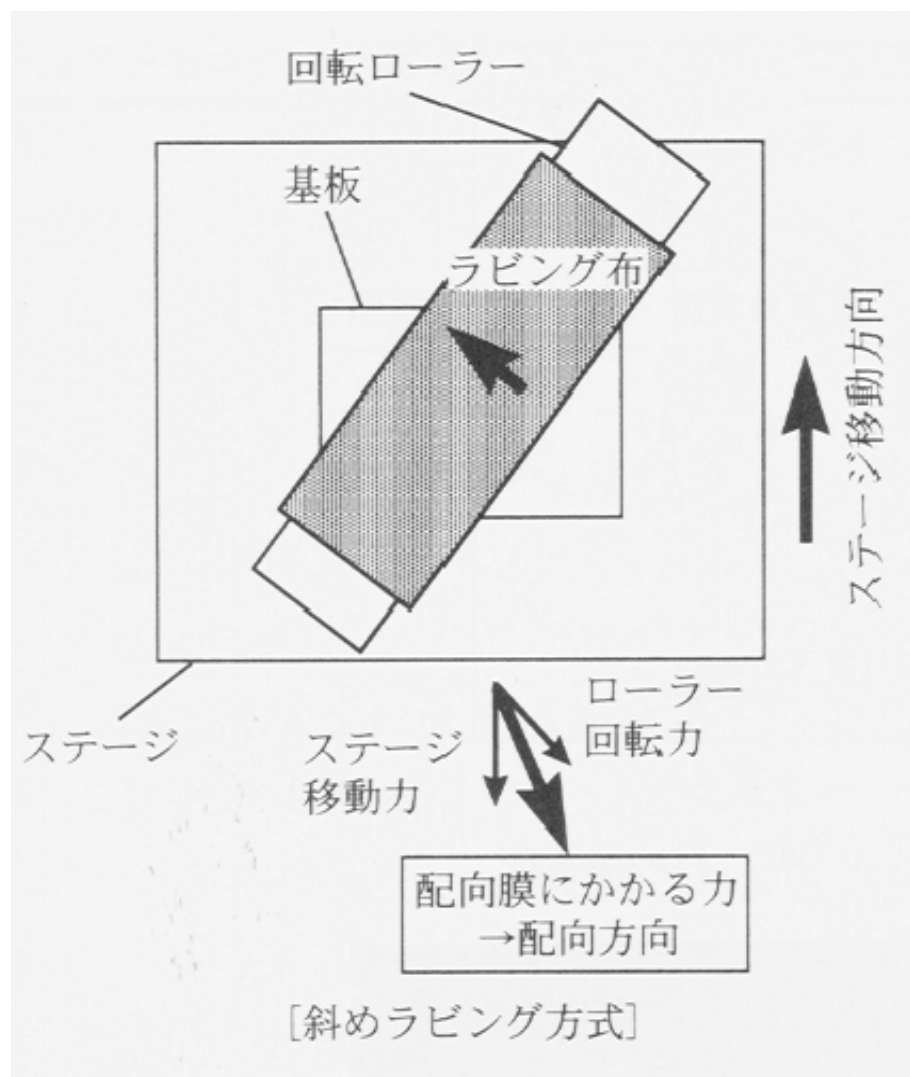 回転ローラー
基板
ラビング布
ステージ移動方向
ステージ
ステージ
移動力
ローラー
回転力
配向膜にかかる力
→配向方向
[斜めラビング方式]